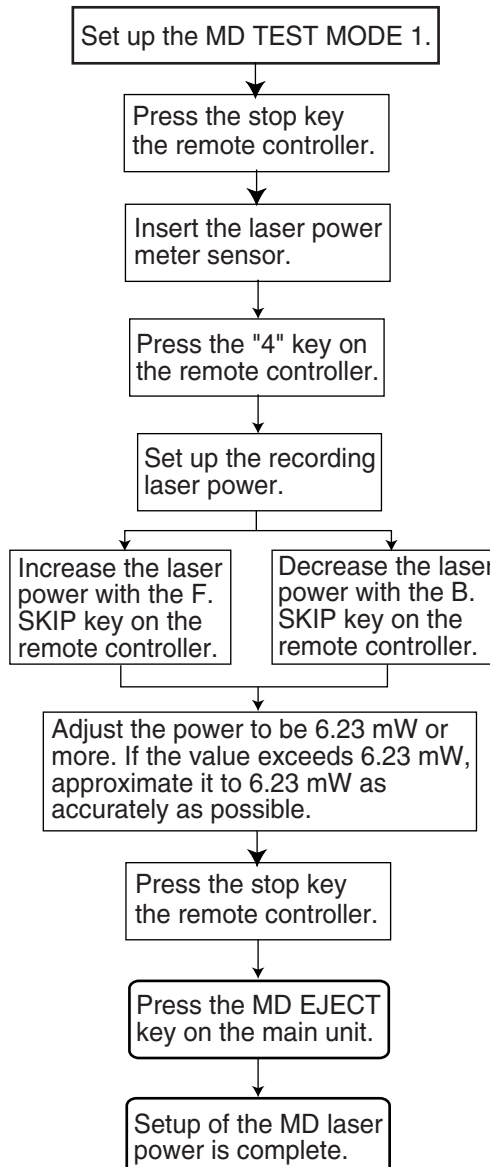 Set up the MD TEST MODE 1.
Press the stop key
the remote controller.
Insert the laser power
meter sensor.
Press the "4" key on
the remote controller.
Set up the recording
laser power.
Increase the laser
power with the F.
SKIP key on the
remote controller.
Decrease the laser
power with the B.
SKIP key on the
remote controller.
Adjust the power to be 6.23 mW or
more. If the value exceeds 6.23 mW,
approximate it to 6.23 mW as
accurately as possible.
Press the stop key
the remote controller.
Press the MD EJECT
key on the main unit.
Setup of the MD laser
power is complete.